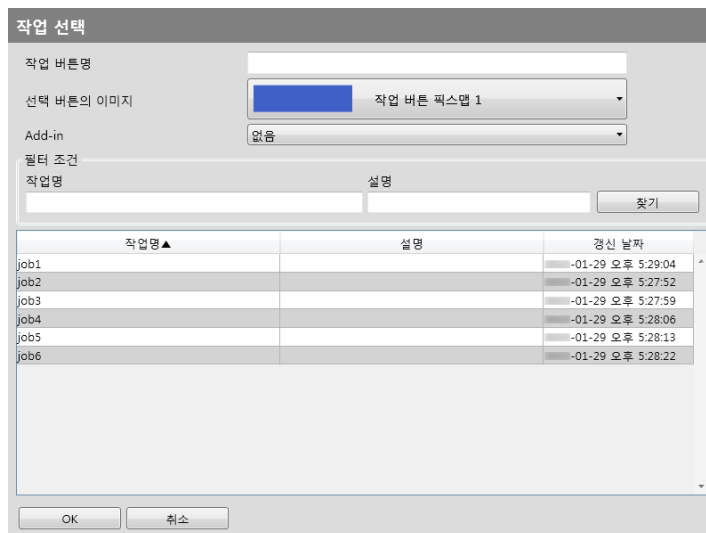 작업 선택
작업 버튼명
선택 버튼의 이미지 작업 버튼 픽스맵 1
Add-in 없음
필터 조건
작업명 설명
찾기
작업명▲ 설명 갱신 날짜
job1 -01-29 오후 5:29:04
job2 -01-29 오후 5:27:52
job3 -01-29 오후 5:27:59
job4 -01-29 오후 5:28:06
job5 -01-29 오후 5:28:13
job6 -01-29 오후 5:28:22
OK 취소